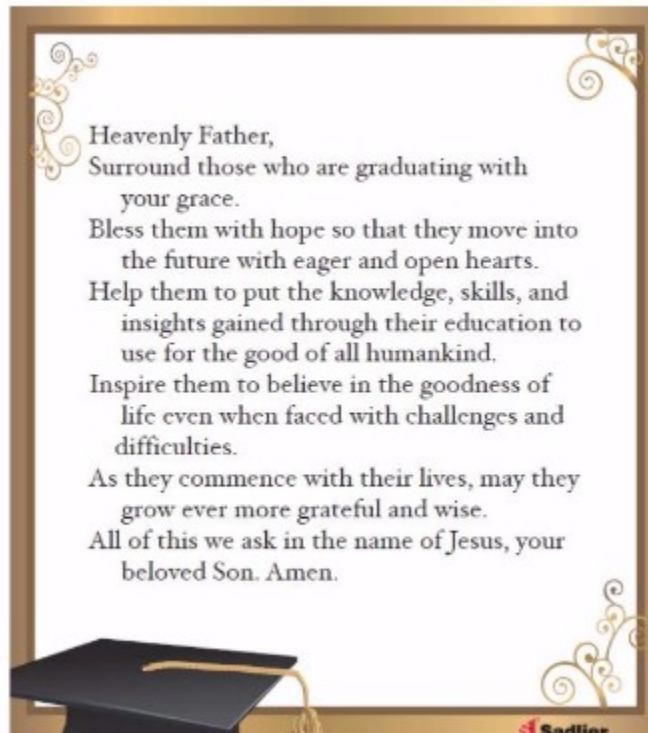 Heavenly Father,
Surround those who are graduating with
your grace.
Bless them with hope so that they move into
the future with eager and open hearts.
Help them to put the knowledge, skills, and
insights gained through their education to
use for the good of all humankind.
Inspire them to believe in the goodness of
life even when faced with challenges and
difficulties.
As they commence with their lives, may they
grow ever more grateful and wise.
All of this we ask in the name of Jesus, your
beloved Son. Amen.
Sadlier